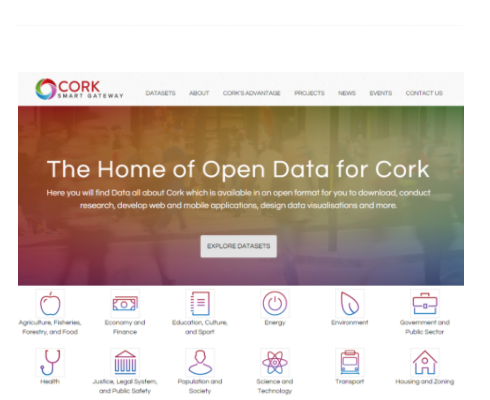 CORK
SMART GATEWAY
DATASETS ABOUT CORK'S ADVANTAGE PROJECTS NEWS EVENTS CONTACT US
The Home of Open Data for Cork
Here you will find Data all about Cork which is available in an open format for you to download, conduct
research, develop web and mobile applications, design data visualisations and more.
EXPLORE DATASETS
Agriculture, Fisheries,
Forestry, and Food
Economy and
Finance
Education, Culture,
and Sport
Energy
Environment
Government and
Public Sector
Health
Justice, Legal System,
and Public Safety
Population and
Society
Science and
Technology
Transport
Housing and Zoning